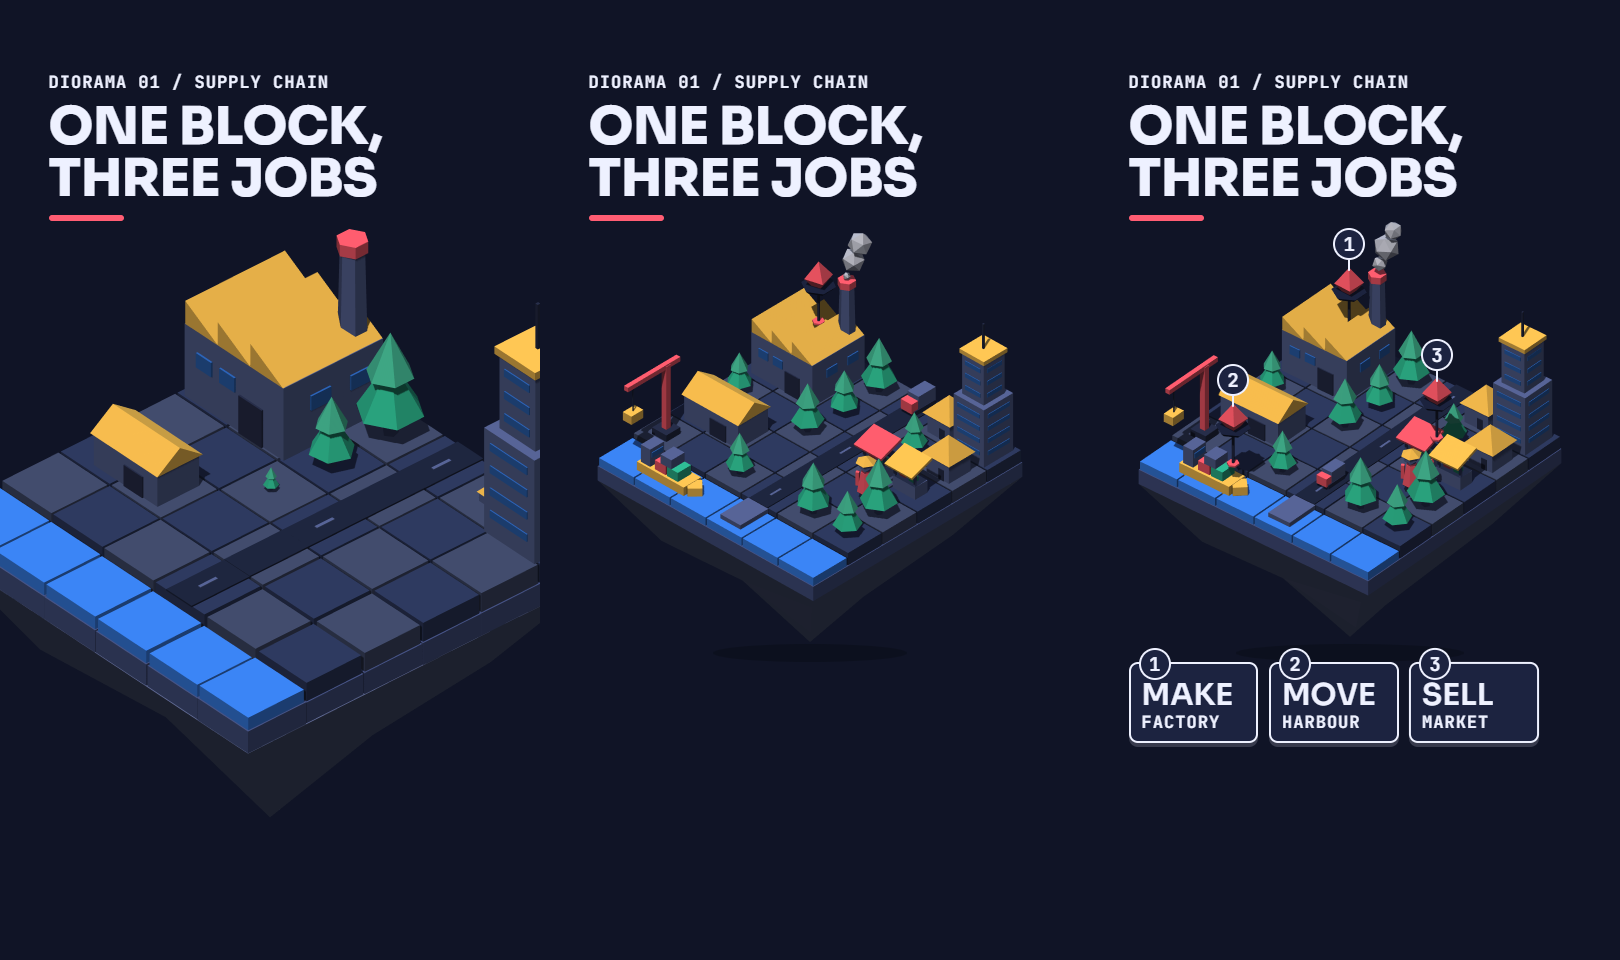 DIORAMA 01 / SUPPLY CHAIN
ONE BLOCK,
THREE JOBS
DIORAMA 01 / SUPPLY CHAIN
ONE BLOCK,
THREE JOBS
DIORAMA 01 / SUPPLY CHAIN
ONE BLOCK,
THREE JOBS
1
3
2
1
MAKE
FACTORY
2
MOVE
HARBOUR
3
SELL
MARKET